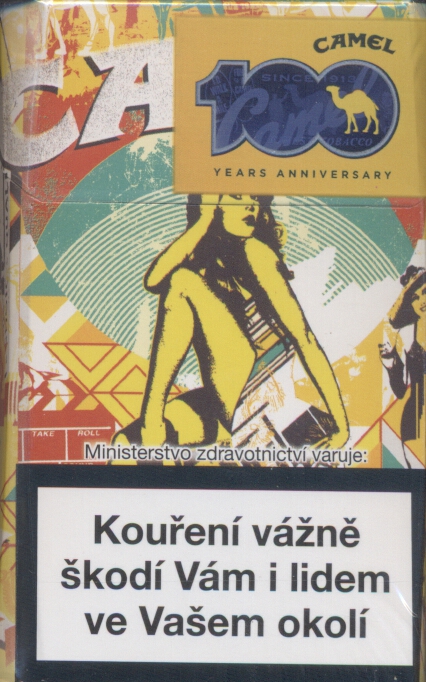 CAMEL
CA
100
SINCE 1913
Camel
TOBACCO
YEARS ANNIVERSARY
TAKE ROLL
Ministerstvo zdravotnictví varuje:
Kouření vážně
škodí Vám i lidem
ve Vašem okolí